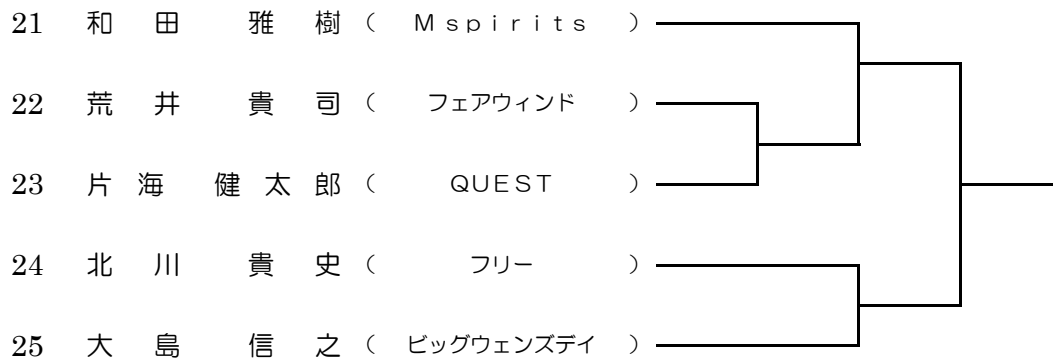 21 和田 雅樹 （ Mspirits ）
22 荒井 貴司 （ フェアウィンド ）
23 片海 健太郎 （ QUEST ）
24 北川 貴史 （ フリー ）
25 大島 信之 （ ビッグウェンズデイ ）